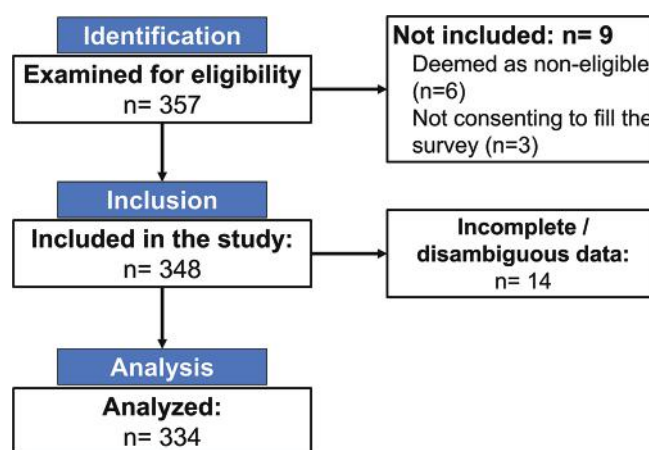 Identification
Examined for eligibility
n= 357
Not included: n= 9
Deemed as non-eligible
(n=6)
Not consenting to fill the
survey (n=3)
Inclusion
Included in the study:
n= 348
Incomplete /
disambiguous data:
n= 14
Analysis
Analyzed:
n= 334